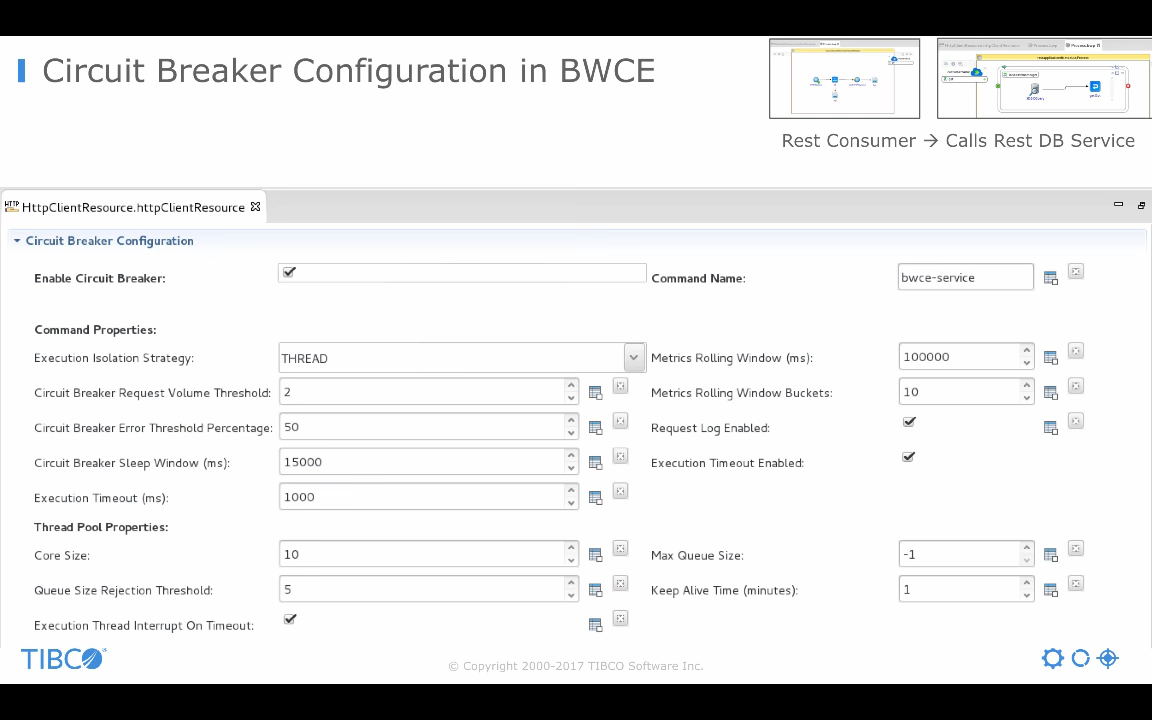 Circuit Breaker Configuration in BWCE
Rest Consumer → Calls Rest DB Service
HTTP HttpClientResource.httpClientResource
Circuit Breaker Configuration
Enable Circuit Breaker: Command Name: bwce-service
Command Properties:
Execution Isolation Strategy: THREAD Metrics Rolling Window (ms): 100000
Circuit Breaker Request Volume Threshold: 2 Metrics Rolling Window Buckets: 10
Circuit Breaker Error Threshold Percentage: 50 Request Log Enabled:
Circuit Breaker Sleep Window (ms): 15000 Execution Timeout Enabled:
Execution Timeout (ms): 1000
Thread Pool Properties:
Core Size: 10 Max Queue Size: -1
Queue Size Rejection Threshold: 5 Keep Alive Time (minutes): 1
Execution Thread Interrupt On Timeout:
TIBCO
© Copyright 2000-2017 TIBCO Software Inc.